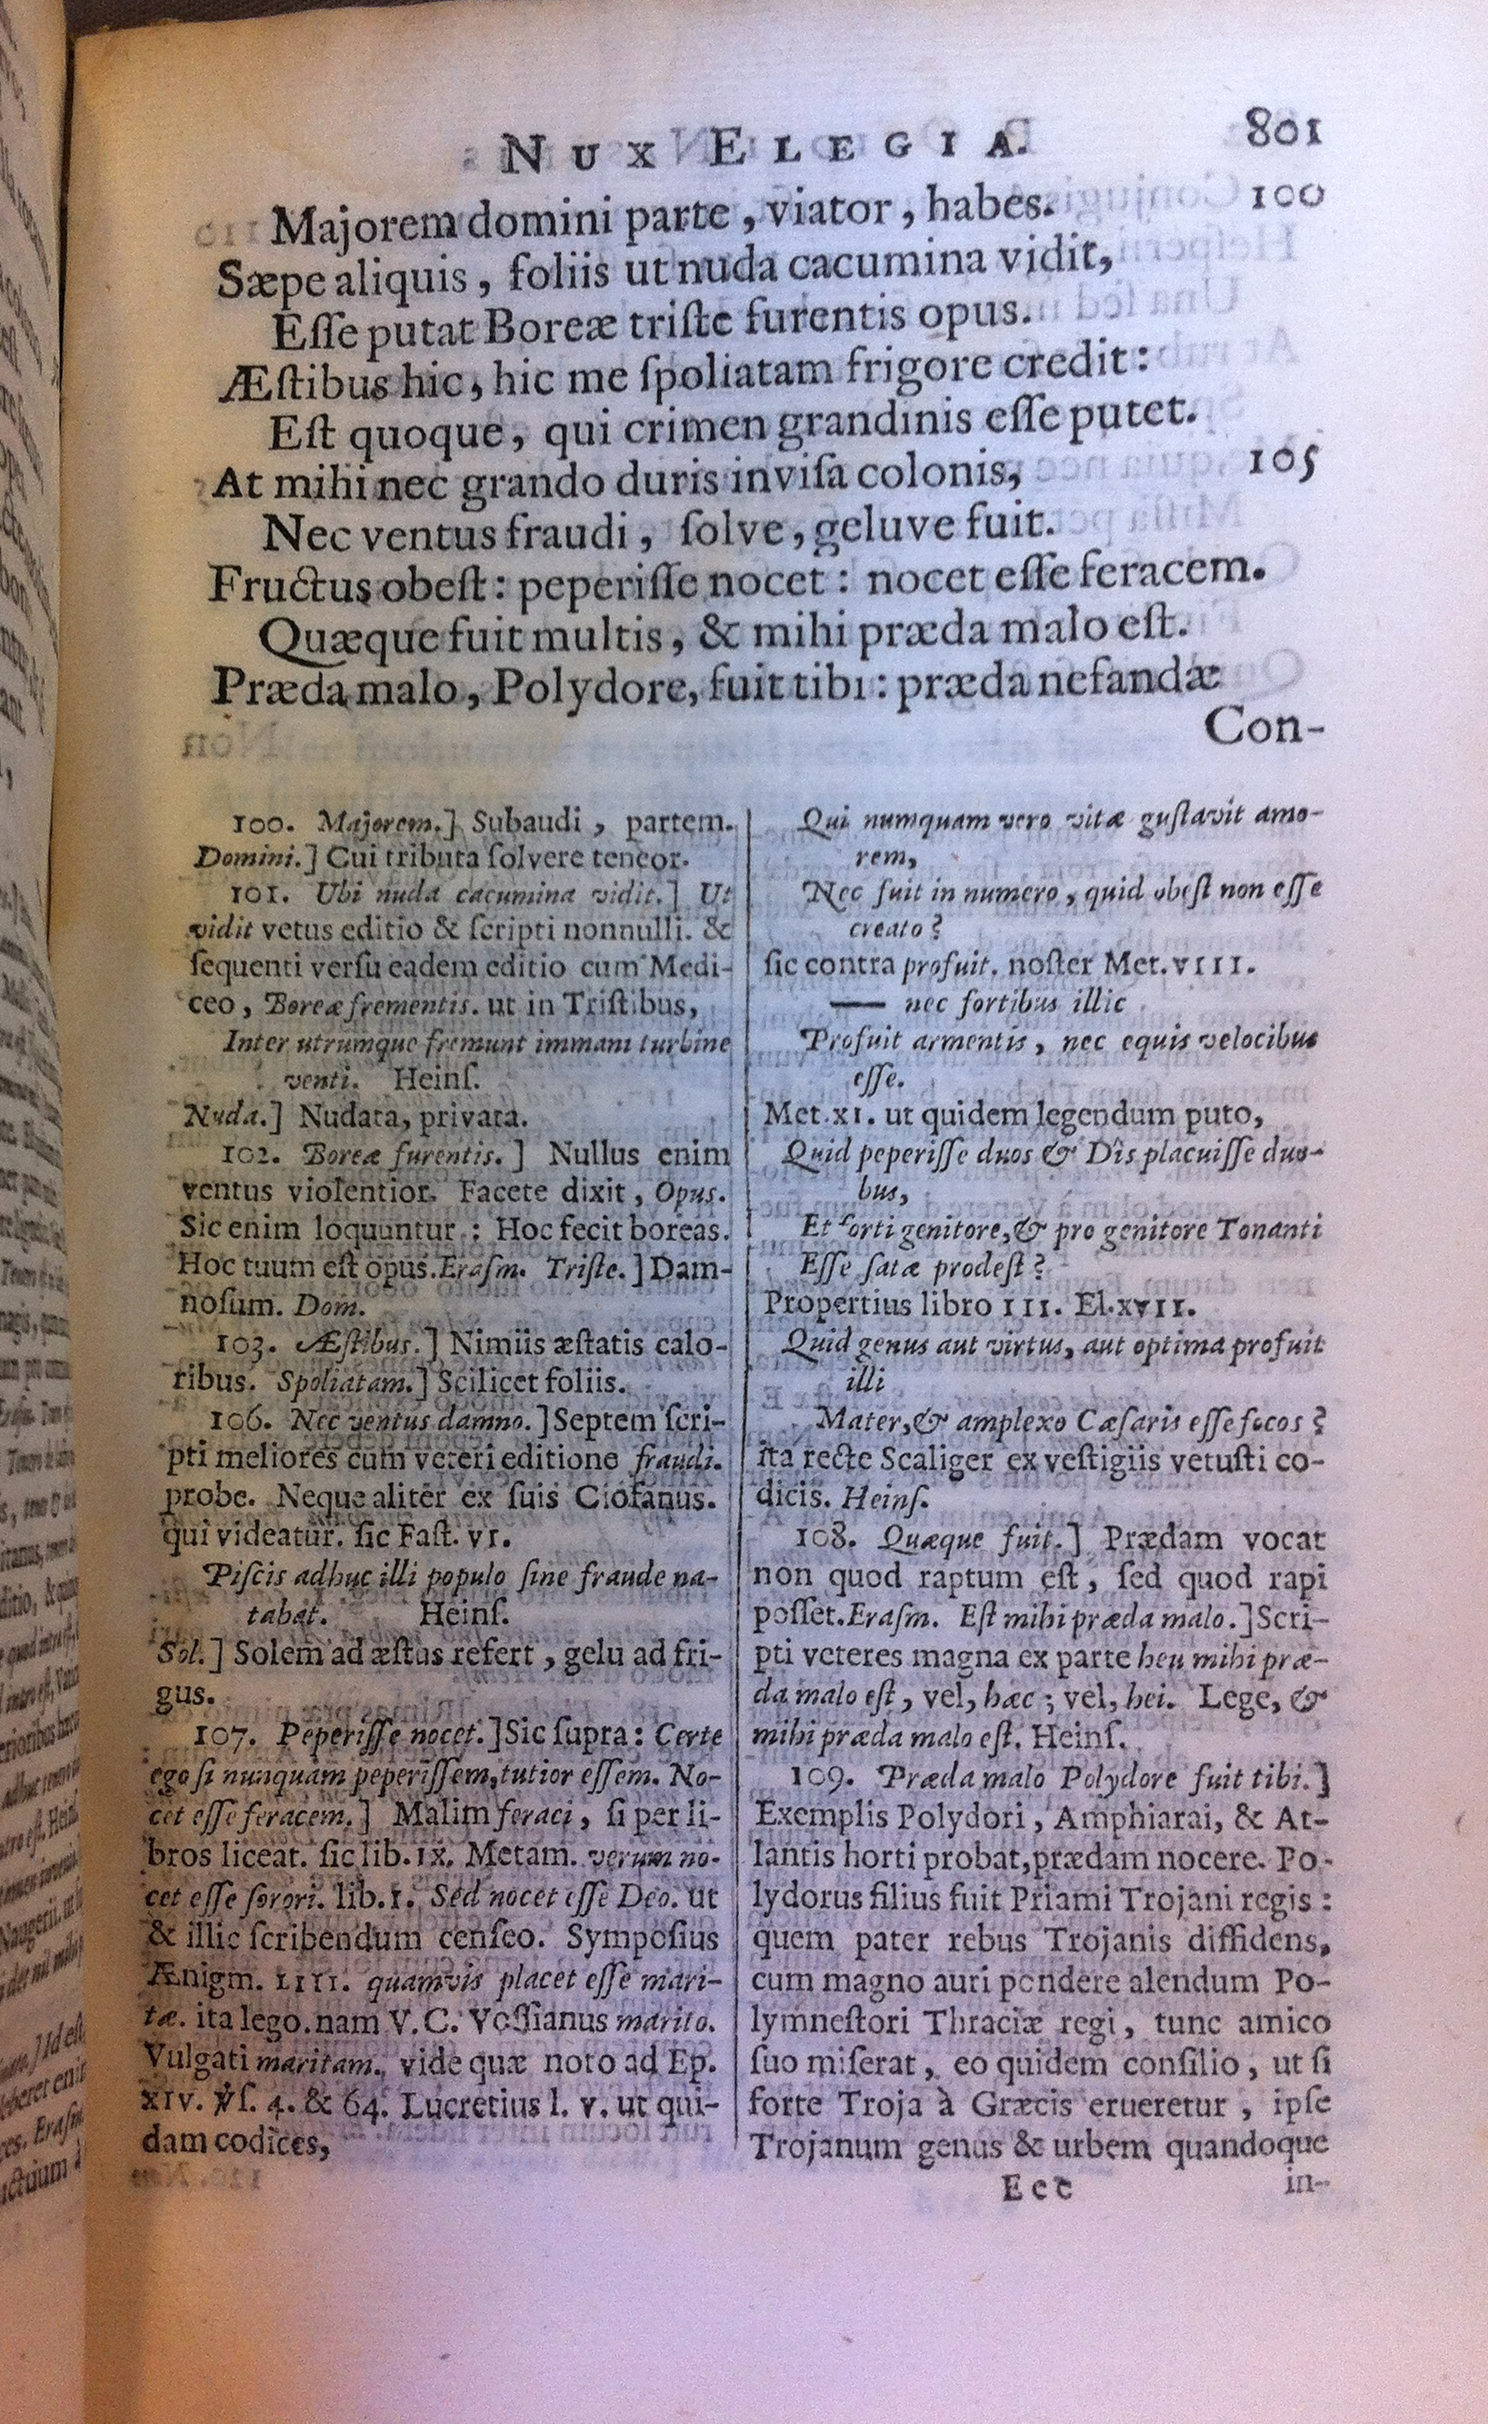 NUX ELEGIA. 801
Majorem domini parte, viator, habes. 100
Sæpe aliquis, foliis ut nuda cacumina vidit,
Eſſe putat Boreæ triſte furentis opus.
Æſtibus hic, hic me ſpoliatam frigore credit:
Eſt quoque, qui crimen grandinis eſſe putet.
At mihi nec grando duris inviſa colonis, 105
Nec ventus fraudi, ſolve, geluve fuit.
Fructus obeſt: peperiſſe nocet: nocet eſſe feracem.
Quæque fuit multis, & mihi præda malo eſt.
Præda malo, Polydore, fuit tibi: præda nefandæ
Con-
100. Majorem.] Subaudi, partem.
Domini.] Cui tributa ſolvere teneor.
101. Ubi nuda cacumina vidit.] Ut
vidit vetus editio & ſcripti nonnulli. &
ſequenti verſu eadem editio cum Medi-
ceo, Boreæ frementis. ut in Triſtibus,
Inter utrumque fremunt immani turbine
venti. Heinſ.
Nuda.] Nudata, privata.
102. Boreæ furentis.] Nullus enim
ventus violentior. Facete dixit, Opus.
Sic enim loquuntur: Hoc fecit boreas.
Hoc tuum eſt opus. Eraſm. Triſte.] Dam-
noſum. Dom.
103. Æſtibus.] Nimiis æſtatis calo-
ribus. Spoliatam.] Scilicet foliis.
106. Nec ventus damno.] Septem ſcri-
pti meliores cum veteri editione fraudi.
probe. Neque aliter ex ſuis Ciofanus.
qui videatur. ſic Faſt. VI.
Piſcis adhuc illi populo ſine fraude na-
tabat. Heinſ.
Sol.] Solem ad æſtus refert, gelu ad fri-
gus.
107. Peperiſſe nocet.] Sic ſupra: Certe
ego ſi nunquam peperiſſem, tutior eſſem. No-
cet eſſe feracem.] Malim feraci, ſi per li-
bros liceat. ſic lib. IX. Metam. verum no-
cet eſſe ſorori. lib. I. Sed nocet eſſe Deo. ut
& illic ſcribendum cenſeo. Sympoſius
Ænigm. LIII. quamvis placet eſſe mari-
tæ. ita lego. nam V. C. Voſſianus marito.
Vulgati maritam. vide quæ noto ad Ep.
XIV. ℣ſ. 4. & 64. Lucretius l. V. ut qui-
dam codices,
Qui numquam vero vitæ guſtavit amo-
rem,
Nec fuit in numero, quid obeſt non eſſe
creato?
ſic contra profuit. noſter Met. VIII.
—— nec fortibus illic
Profuit armentis, nec equis velocibus
eſſe.
Met. XI. ut quidem legendum puto,
Quid peperiſſe duos & Dîs placuiſſe duo-
bus,
Et forti genitore, & pro genitore Tonanti
Eſſe ſatæ prodeſt?
Propertius libro III. El. XVII.
Quid genus aut virtus, aut optima profuit
illi
Mater, & amplexo Cæſaris eſſe focos?
ita recte Scaliger ex veſtigiis vetuſti co-
dicis. Heinſ.
108. Quæque fuit.] Prædam vocat
non quod raptum eſt, ſed quod rapi
poſſet. Eraſm. Eſt mihi præda malo.] Scri-
pti veteres magna ex parte heu mihi præ-
da malo eſt, vel, hæc; vel, hei. Lege, &
mihi præda malo eſt. Heinſ.
109. Præda malo Polydore fuit tibi.]
Exemplis Polydori, Amphiarai, & At-
lantis horti probat, prædam nocere. Po-
lydorus filius fuit Priami Trojani regis:
quem pater rebus Trojanis diffidens,
cum magno auri pondere alendum Po-
lymneſtori Thraciæ regi, tunc amico
ſuo miſerat, eo quidem conſilio, ut ſi
forte Troja à Græcis erueretur, ipſe
Trojanum genus & urbem quandoque
Eee in-